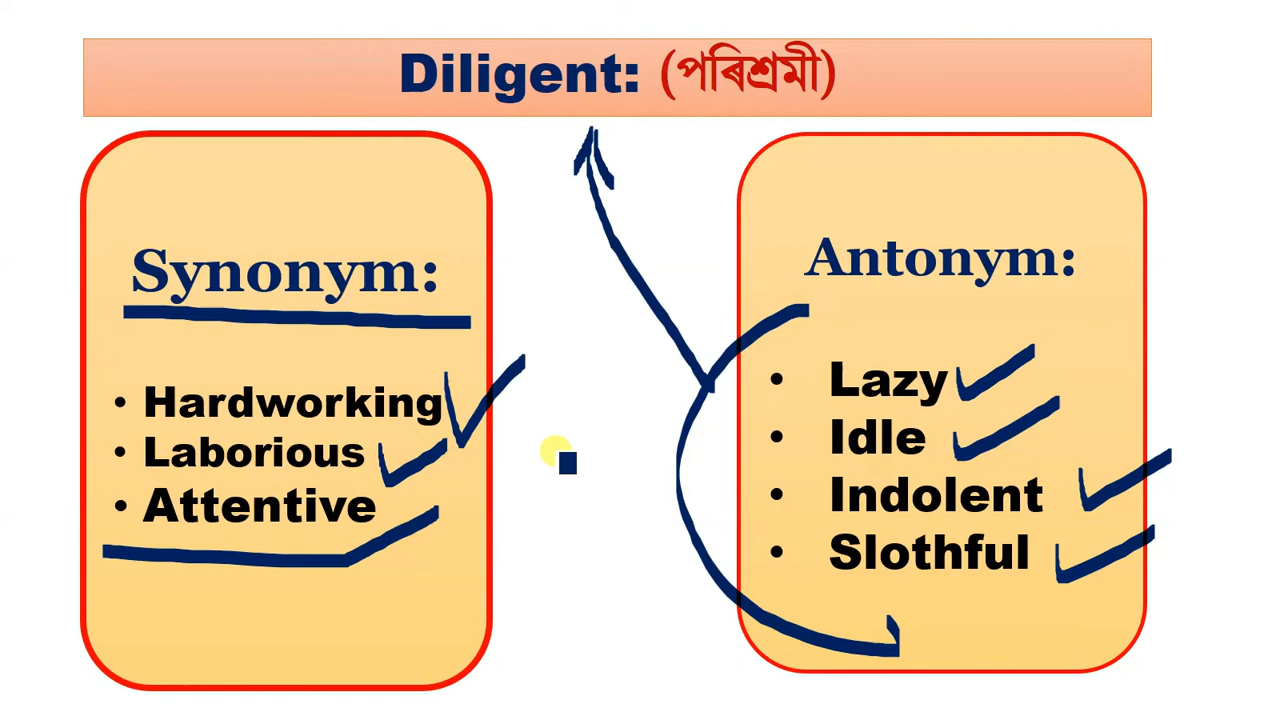 Diligent: (পৰিশ্ৰমী)
Synonym:
• Hardworking
• Laborious
• Attentive
Antonym:
• Lazy
• Idle
• Indolent
• Slothful